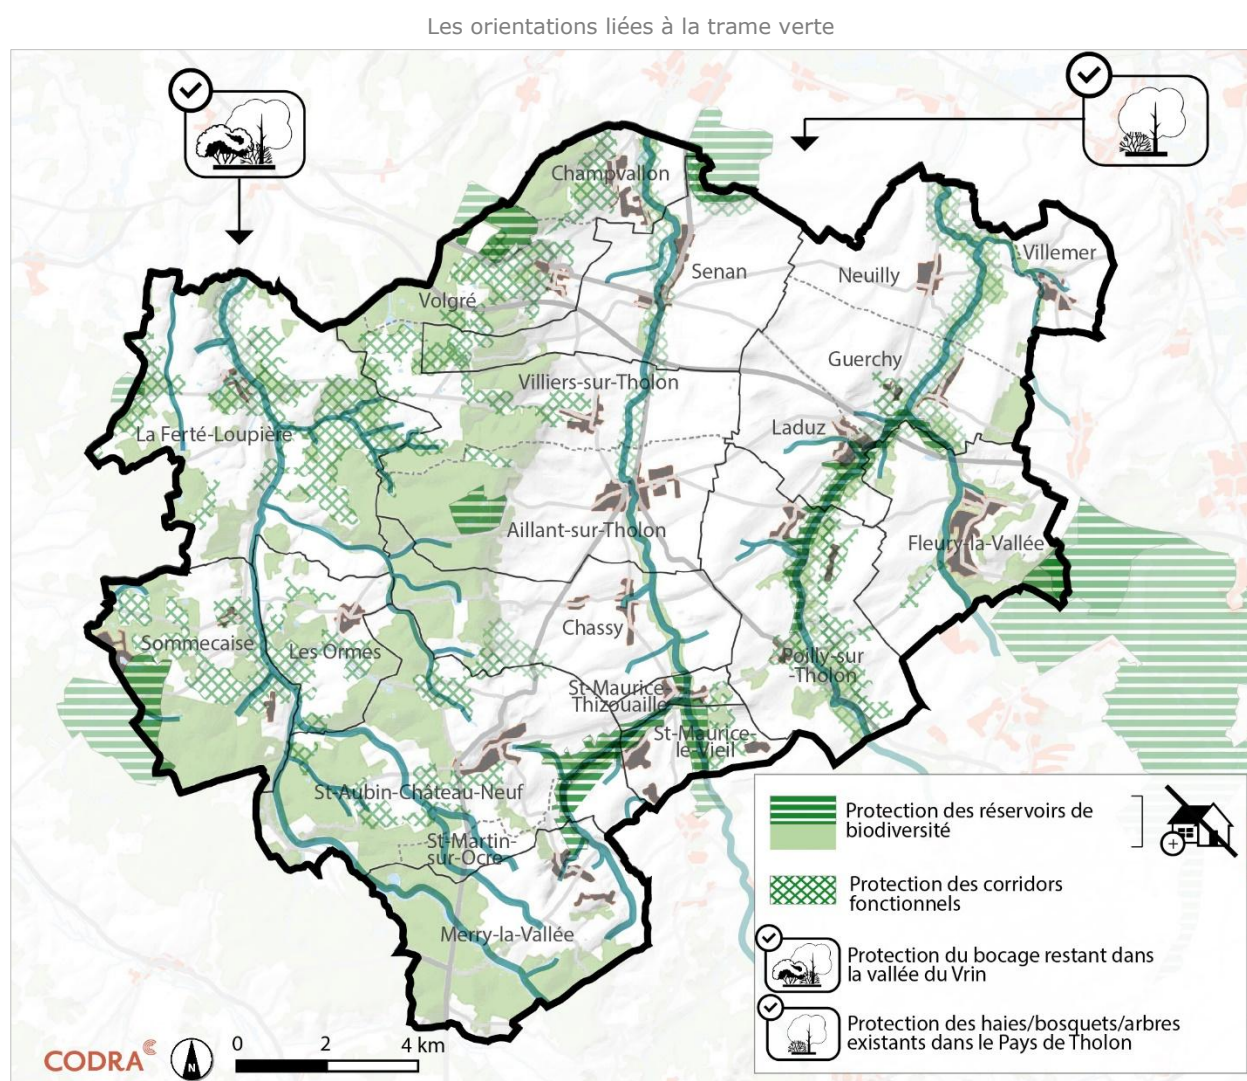 Les orientations liées à la trame verte
Champvallon
Senan
Villemer
Neuilly
Volgré
Guerchy
Villiers-sur-Tholon
Laduz
La Ferté-Loupière
Aillant-sur-Tholon
Fleury-la-Vallée
Chassy
Sommecaise
Les Ormes
Poilly-sur
-Tholon
St-Maurice-
Thizouaille
St-Maurice-
le-Vieil
St-Aubin-Château-Neuf
St-Martin-
sur-Ocre
Merry-la-Vallée
Protection des réservoirs de
biodiversité
Protection des corridors
fonctionnels
Protection du bocage restant dans
la vallée du Vrin
Protection des haies/bosquets/arbres
existants dans le Pays de Tholon
CODRA
N
0 2 4 km